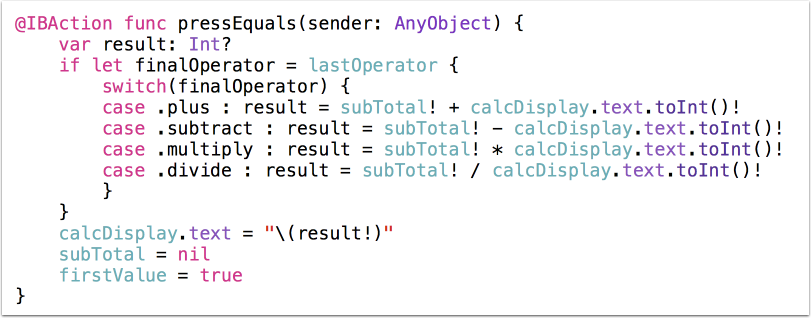 @IBAction func pressEquals(sender: AnyObject) {
    var result: Int?
    if let finalOperator = lastOperator {
        switch(finalOperator) {
        case .plus : result = subTotal! + calcDisplay.text.toInt()!
        case .subtract : result = subTotal! - calcDisplay.text.toInt()!
        case .multiply : result = subTotal! * calcDisplay.text.toInt()!
        case .divide : result = subTotal! / calcDisplay.text.toInt()!
        }
    }
    calcDisplay.text = "\(result!)"
    subTotal = nil
    firstValue = true
}